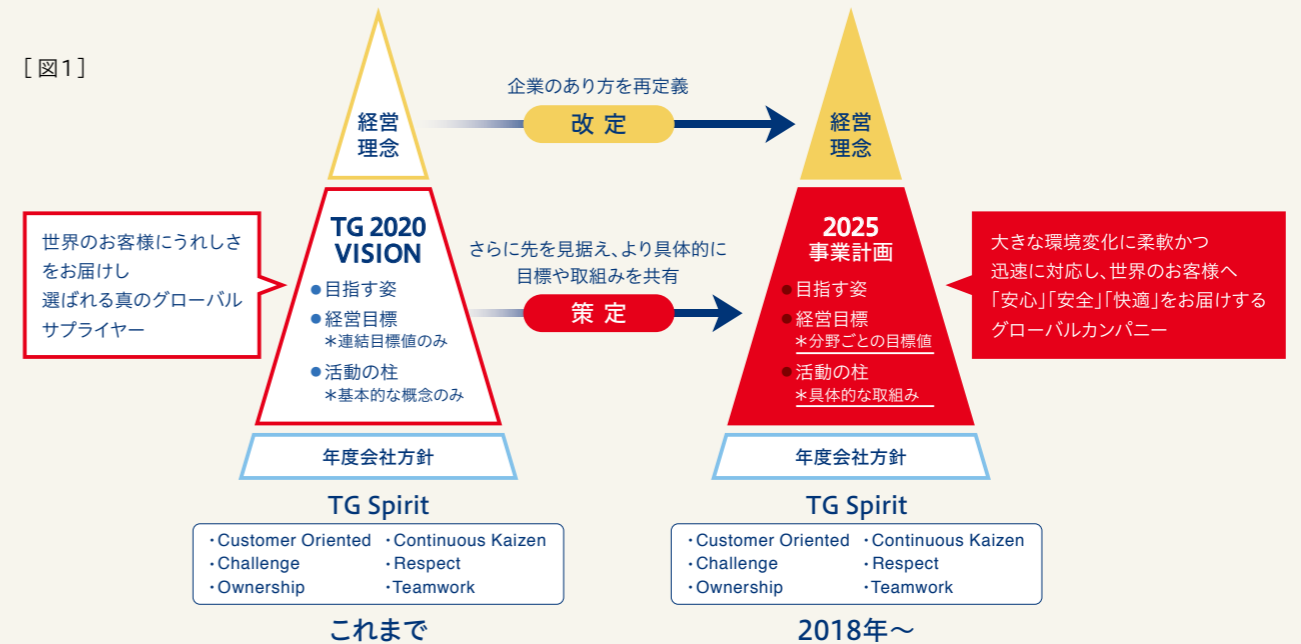 [図1]
経営
理念
企業のあり方を再定義
改 定
経営
理念
世界のお客様にうれしさ
をお届けし
選ばれる真のグローバル
サプライヤー
TG 2020
VISION
●目指す姿
●経営目標
＊連結目標値のみ
●活動の柱
＊基本的な概念のみ
さらに先を見据え、より具体的に
目標や取組みを共有
策 定
2025
事業計画
●目指す姿
●経営目標
＊分野ごとの目標値
●活動の柱
＊具体的な取組み
大きな環境変化に柔軟かつ
迅速に対応し、世界のお客様へ
「安心」「安全」「快適」をお届けする
グローバルカンパニー
年度会社方針
TG Spirit
・Customer Oriented ・Continuous Kaizen
・Challenge ・Respect
・Ownership ・Teamwork
これまで
年度会社方針
TG Spirit
・Customer Oriented ・Continuous Kaizen
・Challenge ・Respect
・Ownership ・Teamwork
2018年～